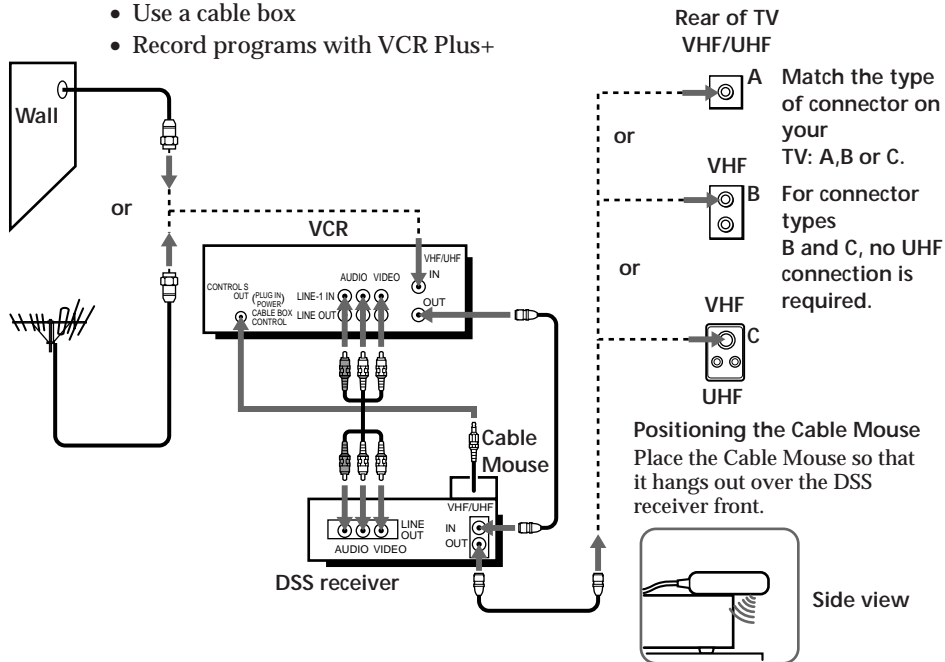 • Use a cable box
• Record programs with VCR Plus+
Wall
or
VCR
CONTROL S
OUT
(PLUG IN
POWER)
CABLE BOX
CONTROL
AUDIO VIDEO
LINE-1 IN
LINE OUT
VHF/UHF
IN
OUT
Cable
Mouse
VHF/UHF
IN
OUT
LINE
OUT
AUDIO VIDEO
DSS receiver
Rear of TV
VHF/UHF
A
Match the type
of connector on
your
TV: A,B or C.
or
VHF
B
For connector
types
B and C, no UHF
connection is
required.
or
VHF
C
UHF
Positioning the Cable Mouse
Place the Cable Mouse so that
it hangs out over the DSS
receiver front.
Side view